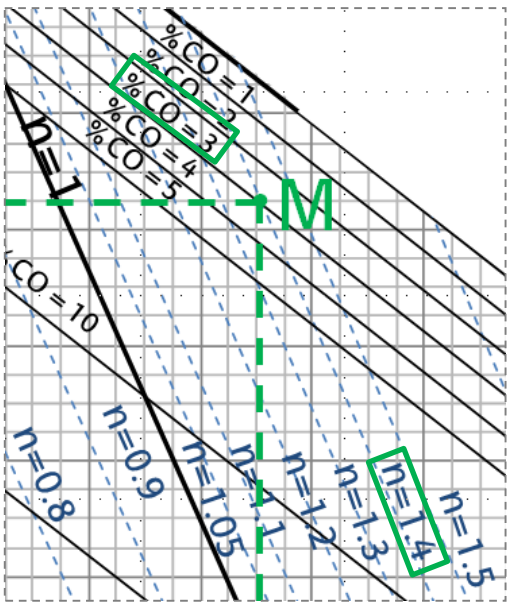 %CO=1
%CO=2
%CO=3
%CO=4
%CO=5
n=1
M
CO=10
n=0.8
n=0.9
n=1.05
n=1.1
n=1.2
n=1.3
n=1.4
n=1.5